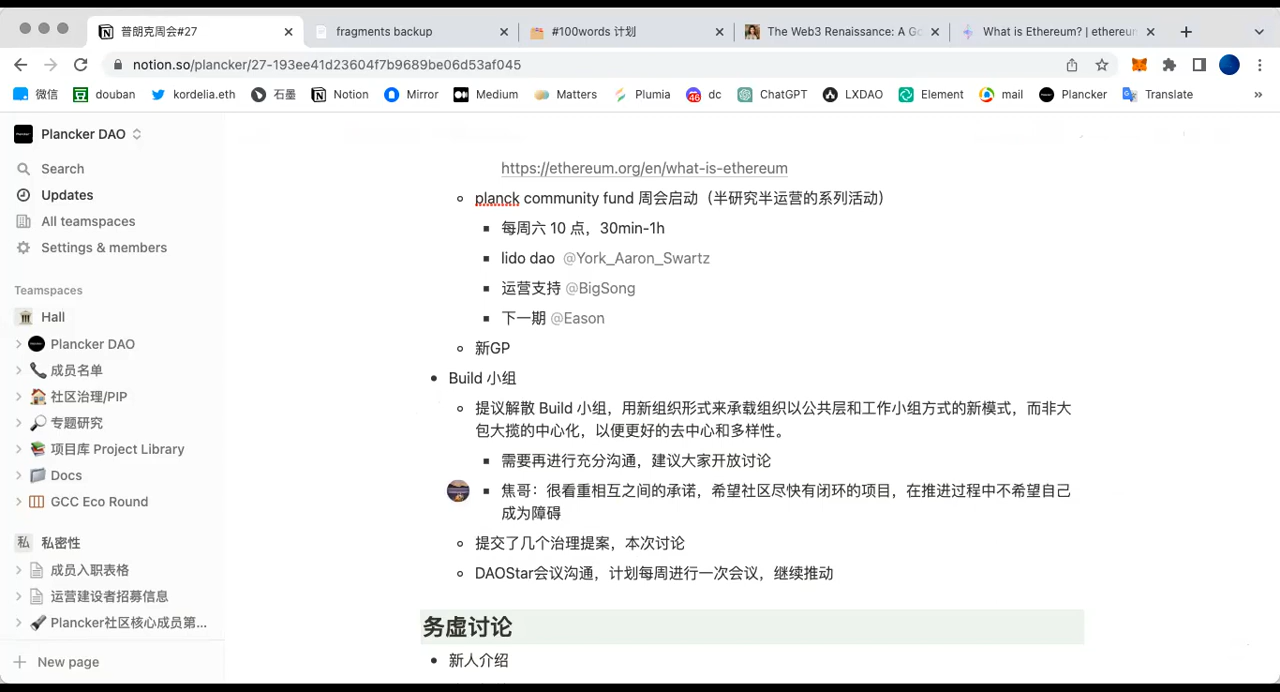 普朗克周会#27
fragments backup
#100words 计划
The Web3 Renaissance: A Go
What is Ethereum? | ethereun
notion.so/plancker/27-193ee41d23604f7b9689be06d53af045
微信
douban
kordelia.eth
石墨
Notion
Mirror
Medium
Matters
Plumia
46
dc
ChatGPT
LXDAO
Element
mail
Plancker
Translate
Plancker DAO
Search
Updates
All teamspaces
Settings & members
Teamspaces
Hall
Plancker DAO
成员名单
社区治理/PIP
专题研究
项目库 Project Library
Docs
GCC Eco Round
私 私密性
成员入职表格
运营建设者招募信息
Plancker社区核心成员第...
New page
https://ethereum.org/en/what-is-ethereum
planck community fund 周会启动（半研究半运营的系列活动）
每周六 10 点，30min-1h
lido dao @York_Aaron_Swartz
运营支持 @BigSong
下一期 @Eason
新GP
Build 小组
提议解散 Build 小组，用新组织形式来承载组织以公共层和工作小组方式的新模式，而非大
包大揽的中心化，以便更好的去中心和多样性。
需要再进行充分沟通，建议大家开放讨论
焦哥：很看重相互之间的承诺，希望社区尽快有闭环的项目，在推进过程中不希望自己
成为障碍
提交了几个治理提案，本次讨论
DAOStar会议沟通，计划每周进行一次会议，继续推动
务虚讨论
新人介绍